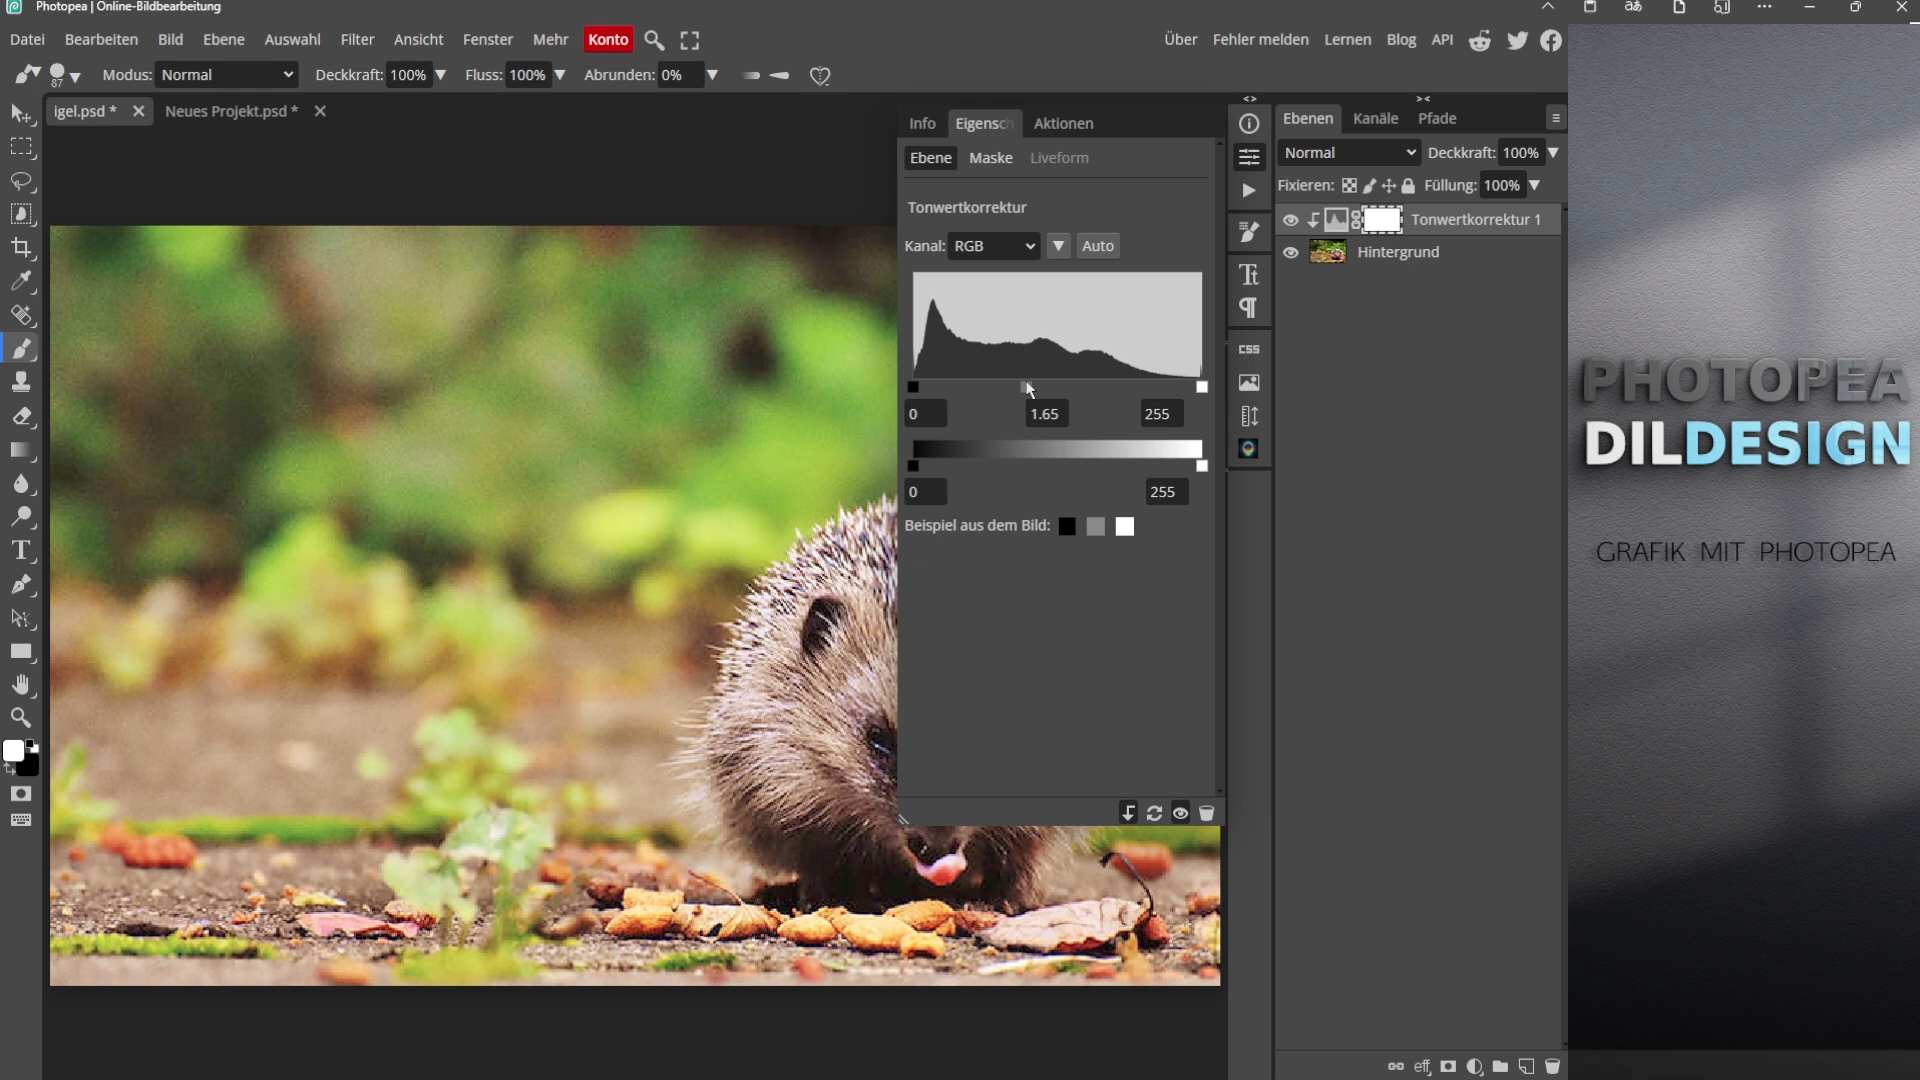 Photopea | Online-Bildbearbeitung
Datei Bearbeiten Bild Ebene Auswahl Filter Ansicht Fenster Mehr Konto
Über Fehler melden Lernen Blog API
87 Modus: Normal Deckkraft: 100% Fluss: 100% Abrunden: 0%
igel.psd * Neues Projekt.psd *
Info Eigensch Aktionen
Ebene Maske Liveform
Tonwertkorrektur
Kanal: RGB Auto
0 1.65 255
0 255
Beispiel aus dem Bild:
CSS
Ebenen Kanäle Pfade
Normal Deckkraft: 100%
Fixieren: Füllung: 100%
Tonwertkorrektur 1
Hintergrund
eff
PHOTOPEA
DILDESIGN
GRAFIK MIT PHOTOPEA